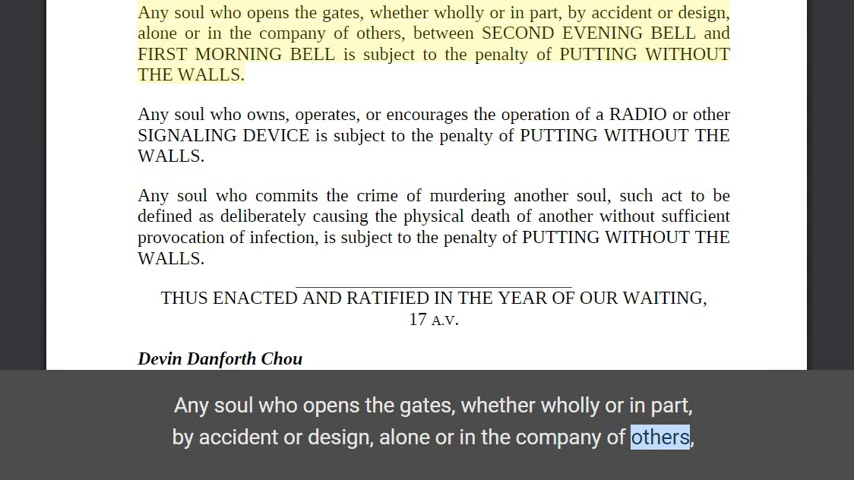 Any soul who opens the gates, whether wholly or in part, by accident or design,
alone or in the company of others, between SECOND EVENING BELL and
FIRST MORNING BELL is subject to the penalty of PUTTING WITHOUT
THE WALLS.
Any soul who owns, operates, or encourages the operation of a RADIO or other
SIGNALING DEVICE is subject to the penalty of PUTTING WITHOUT THE
WALLS.
Any soul who commits the crime of murdering another soul, such act to be
defined as deliberately causing the physical death of another without sufficient
provocation of infection, is subject to the penalty of PUTTING WITHOUT THE
WALLS.
THUS ENACTED AND RATIFIED IN THE YEAR OF OUR WAITING,
17 A.V.
Devin Danforth Chou
Any soul who opens the gates, whether wholly or in part,
by accident or design, alone or in the company of others,